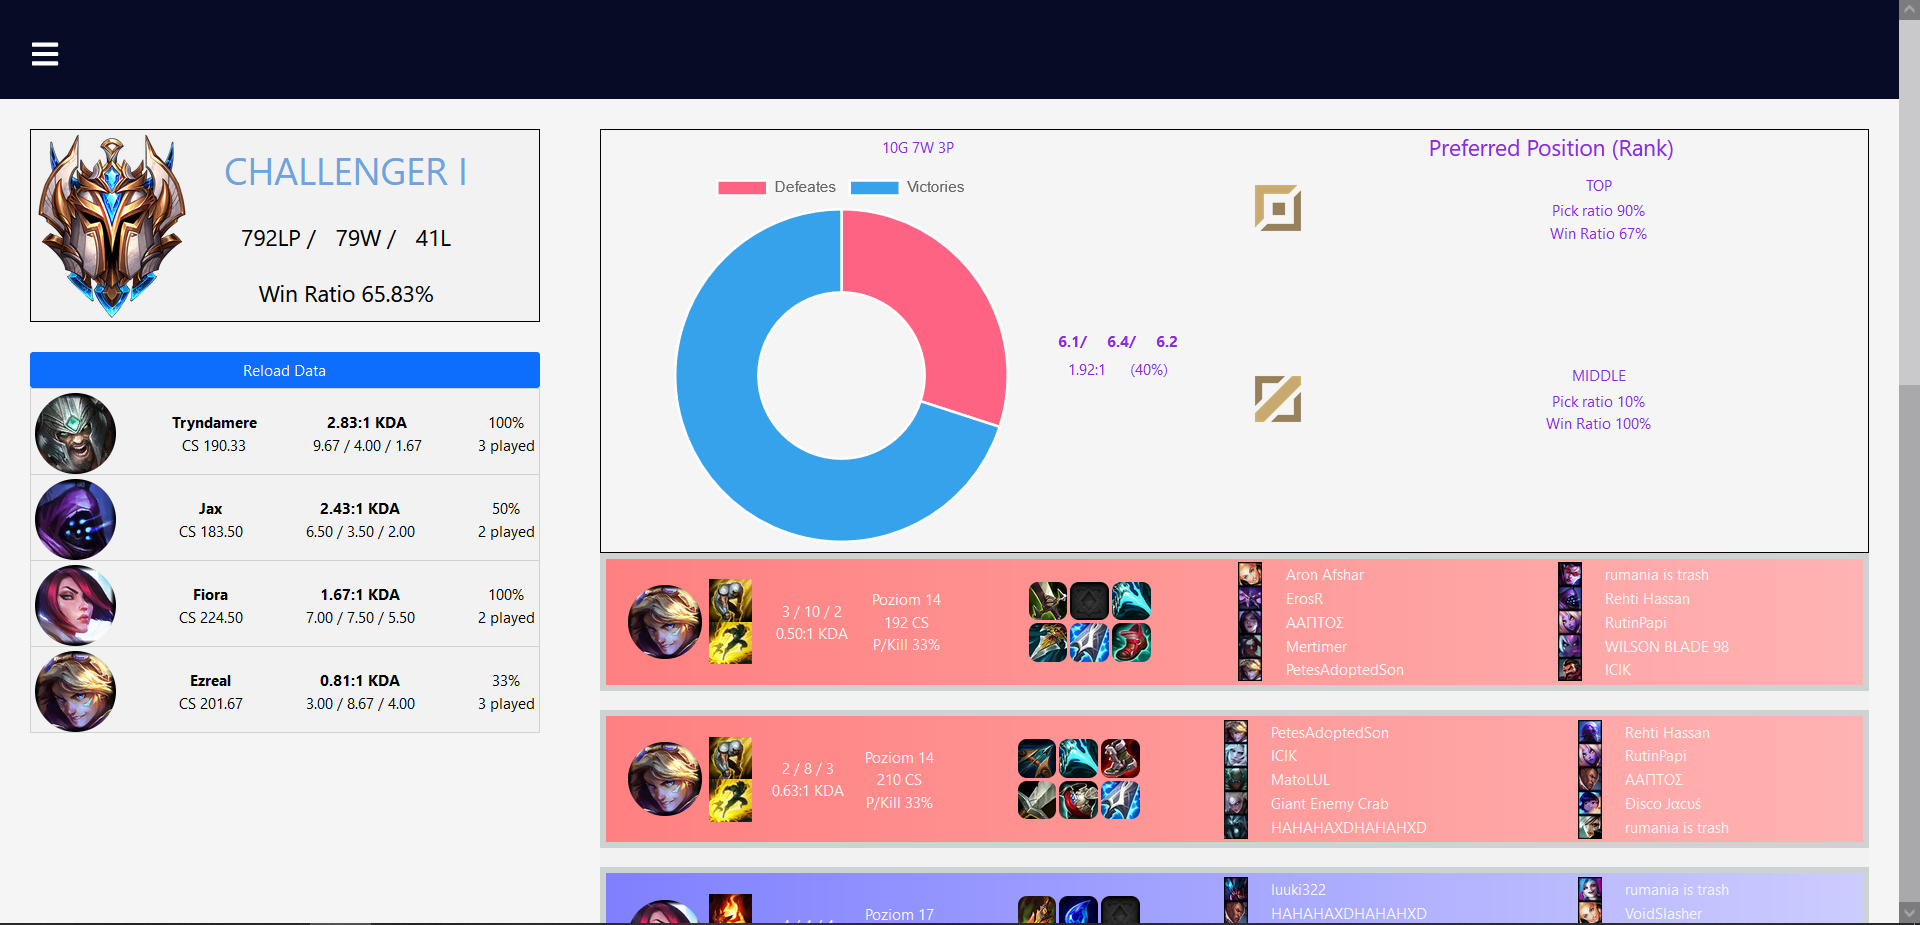 CHALLENGER I
792LP / 79W / 41L
Win Ratio 65.83%
Reload Data
Tryndamere
CS 190.33
2.83:1 KDA
9.67 / 4.00 / 1.67
100%
3 played
Jax
CS 183.50
2.43:1 KDA
6.50 / 3.50 / 2.00
50%
2 played
Fiora
CS 224.50
1.67:1 KDA
7.00 / 7.50 / 5.50
100%
2 played
Ezreal
CS 201.67
0.81:1 KDA
3.00 / 8.67 / 4.00
33%
3 played
10G 7W 3P
Defeates
Victories
6.1/ 6.4/ 6.2
1.92:1 (40%)
Preferred Position (Rank)
TOP
Pick ratio 90%
Win Ratio 67%
MIDDLE
Pick ratio 10%
Win Ratio 100%
3 / 10 / 2
0.50:1 KDA
Poziom 14
192 CS
P/Kill 33%
Aron Afshar
ErosR
ΑΑΠΤΟΣ
Mertimer
PetesAdoptedSon
rumania is trash
Rehti Hassan
RutinPapi
WILSON BLADE 98
ICIK
2 / 8 / 3
0.63:1 KDA
Poziom 14
210 CS
P/Kill 33%
PetesAdoptedSon
ICIK
MatoLUL
Giant Enemy Crab
HAHAHAXDHAHAHXD
Rehti Hassan
RutinPapi
ΑΑΠΤΟΣ
Ðisco Jαcυś
rumania is trash
Poziom 17
luuki322
HAHAHAXDHAHAHXD
rumania is trash
VoidSlasher